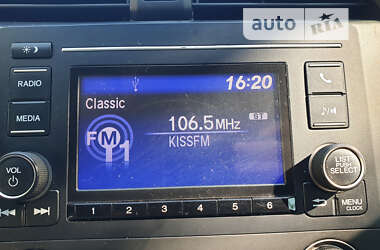 auto RIA
16:20
RADIO
Classic
106.5MHz
ST
FM1
KISSFM
MEDIA
VOL
LIST
PUSH
SELECT
1 2 3 4 5 6
MENU
CLOCK